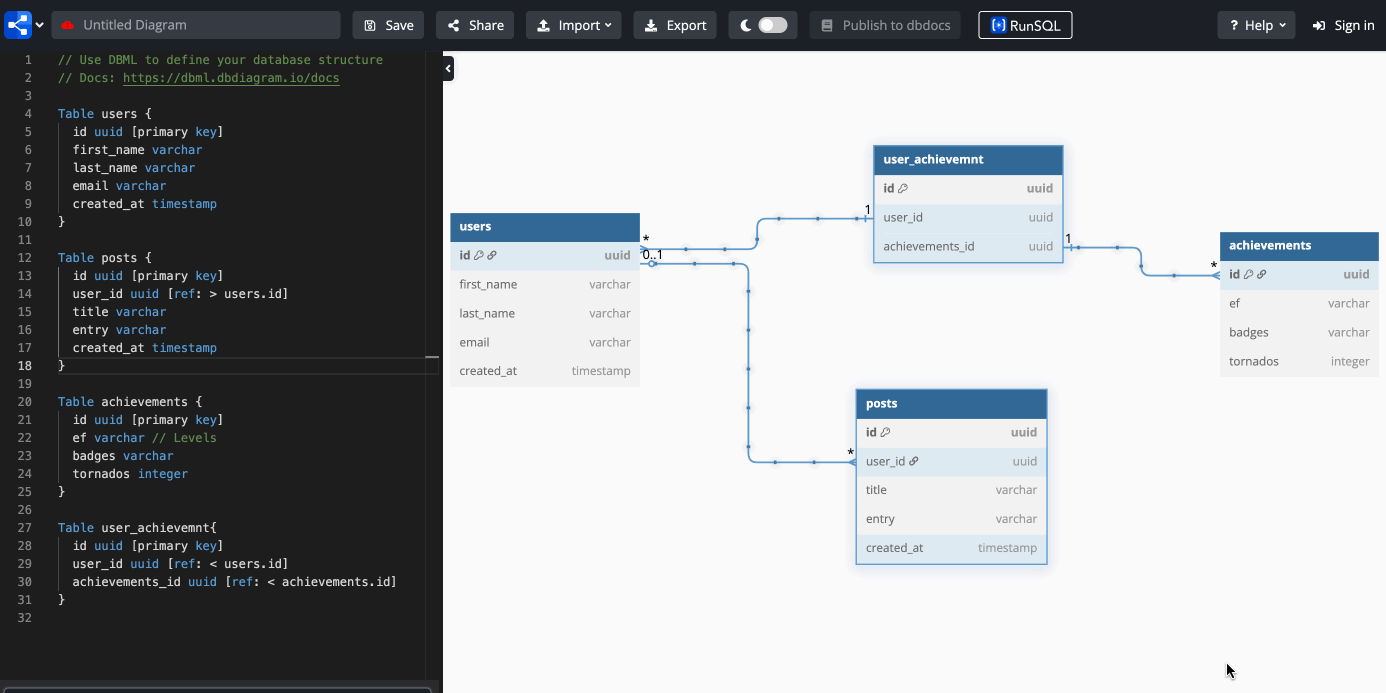 Untitled Diagram
Save
Share
Import
Export
Publish to dbdocs
RunSQL
? Help
Sign in
1 // Use DBML to define your database structure
2 // Docs: https://dbml.dbdiagram.io/docs
3
4 Table users {
5 id uuid [primary key]
6 first_name varchar
7 last_name varchar
8 email varchar
9 created_at timestamp
10 }
11
12 Table posts {
13 id uuid [primary key]
14 user_id uuid [ref: > users.id]
15 title varchar
16 entry varchar
17 created_at timestamp
18 }
19
20 Table achievements {
21 id uuid [primary key]
22 ef varchar // Levels
23 badges varchar
24 tornados integer
25 }
26
27 Table user_achievemnt{
28 id uuid [primary key]
29 user_id uuid [ref: < users.id]
30 achievements_id uuid [ref: < achievements.id]
31 }
32
users
id uuid
first_name varchar
last_name varchar
email varchar
created_at timestamp
*
0..1
user_achievemnt
id uuid
1
user_id uuid
achievements_id uuid
1
*
achievements
id uuid
ef varchar
badges varchar
tornados integer
posts
id uuid
*
user_id uuid
title varchar
entry varchar
created_at timestamp